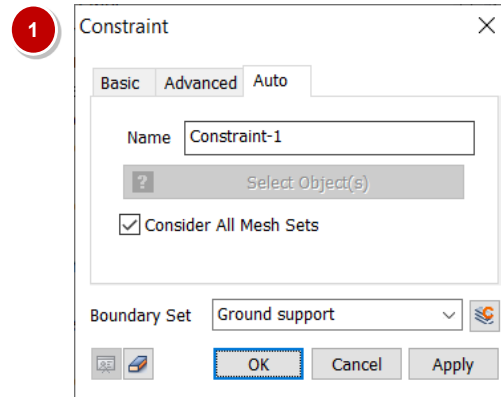 1
Constraint
Basic Advanced Auto
Name Constraint-1
? Select Object(s)
Consider All Mesh Sets
Boundary Set Ground support
OK Cancel Apply